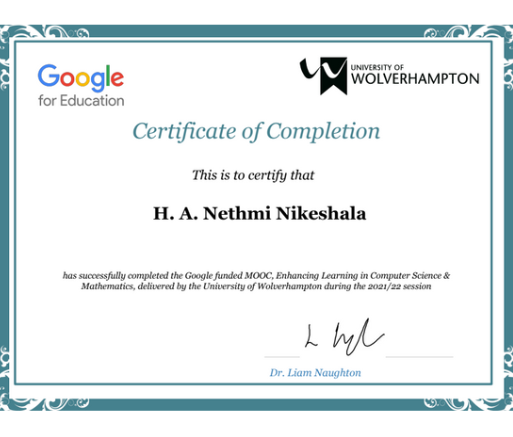 Google
for Education
UNIVERSITY OF
WOLVERHAMPTON
Certificate of Completion
This is to certify that
H. A. Nethmi Nikeshala
has successfully completed the Google funded MOOC, Enhancing Learning in Computer Science &
Mathematics, delivered by the University of Wolverhampton during the 2021/22 session
Dr. Liam Naughton